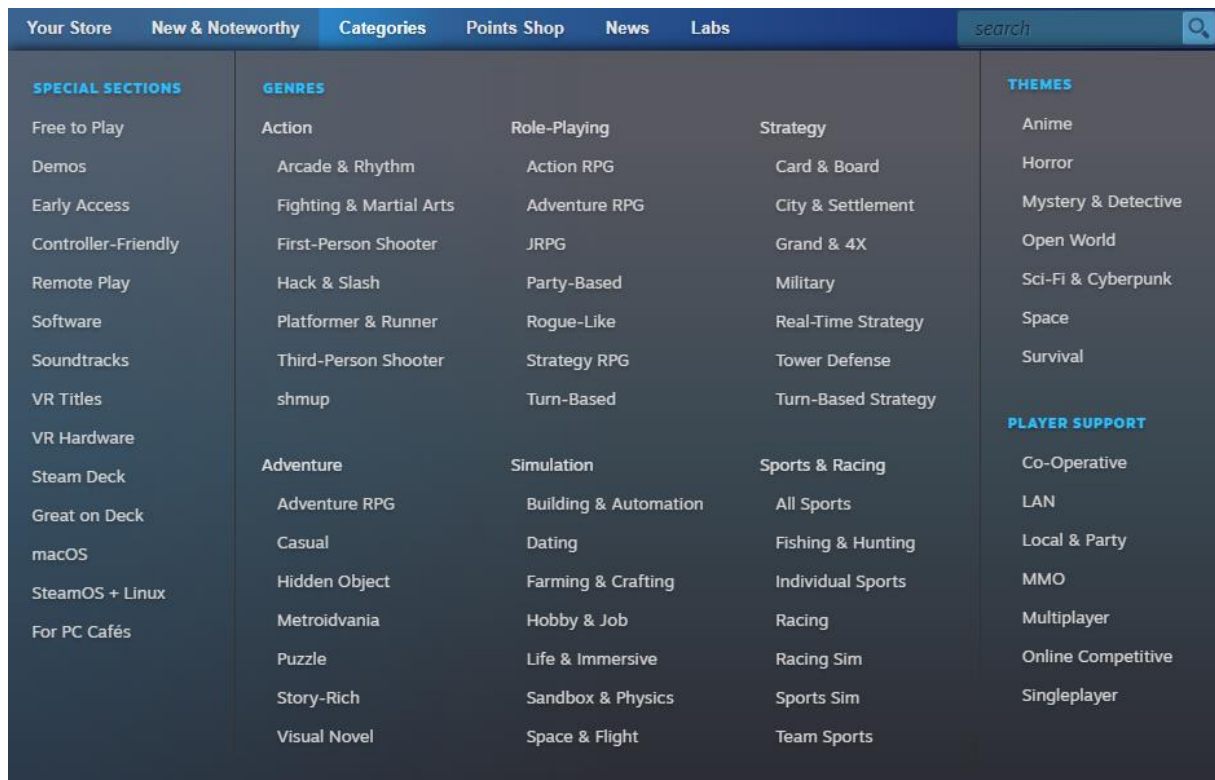 Your Store New & Noteworthy Categories Points Shop News Labs search
SPECIAL SECTIONS
Free to Play
Demos
Early Access
Controller-Friendly
Remote Play
Software
Soundtracks
VR Titles
VR Hardware
Steam Deck
Great on Deck
macOS
SteamOS + Linux
For PC Cafés
GENRES
Action
Arcade & Rhythm
Fighting & Martial Arts
First-Person Shooter
Hack & Slash
Platformer & Runner
Third-Person Shooter
shmup
Adventure
Adventure RPG
Casual
Hidden Object
Metroidvania
Puzzle
Story-Rich
Visual Novel
Role-Playing
Action RPG
Adventure RPG
JRPG
Party-Based
Rogue-Like
Strategy RPG
Turn-Based
Simulation
Building & Automation
Dating
Farming & Crafting
Hobby & Job
Life & Immersive
Sandbox & Physics
Space & Flight
Strategy
Card & Board
City & Settlement
Grand & 4X
Military
Real-Time Strategy
Tower Defense
Turn-Based Strategy
Sports & Racing
All Sports
Fishing & Hunting
Individual Sports
Racing
Racing Sim
Sports Sim
Team Sports
THEMES
Anime
Horror
Mystery & Detective
Open World
Sci-Fi & Cyberpunk
Space
Survival
PLAYER SUPPORT
Co-Operative
LAN
Local & Party
MMO
Multiplayer
Online Competitive
Singleplayer